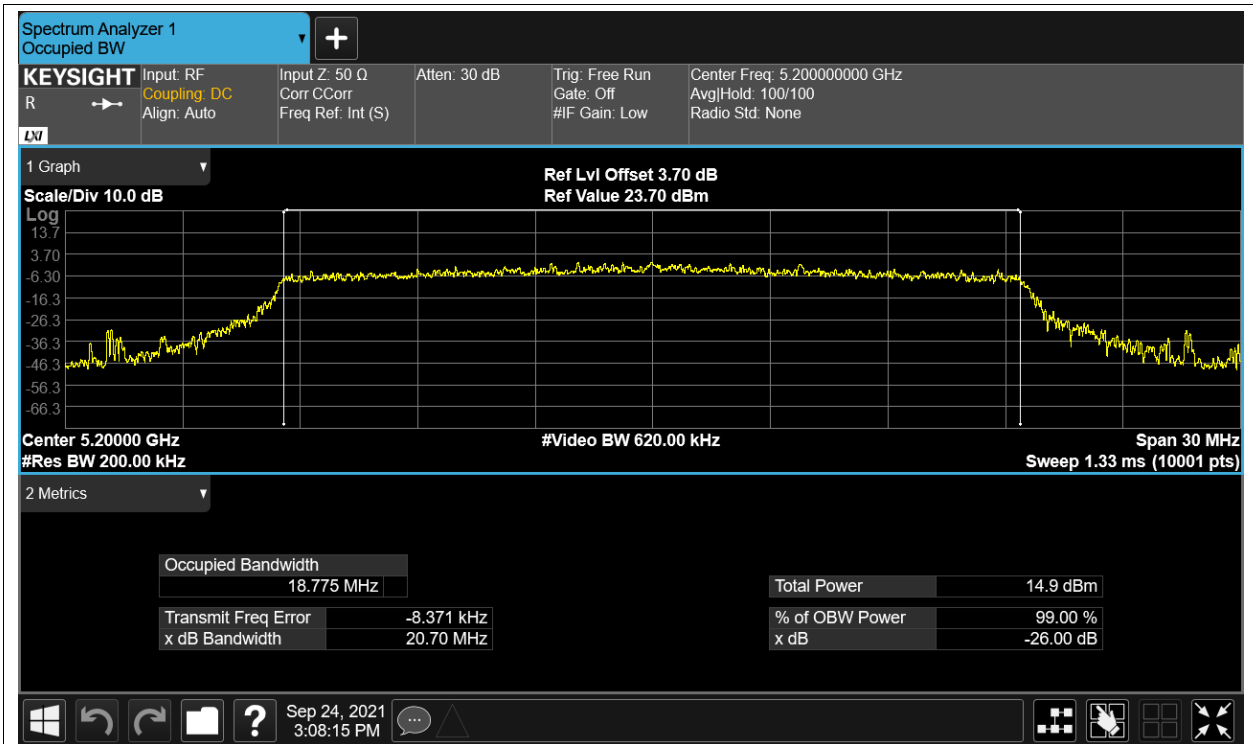 Spectrum Analyzer 1
Occupied BW
KEYSIGHT
R
LXI
Input: RF
Coupling: DC
Align: Auto
Input Z: 50 Ω
Corr CCorr
Freq Ref: Int (S)
Atten: 30 dB
Trig: Free Run
Gate: Off
#IF Gain: Low
Center Freq: 5.200000000 GHz
Avg|Hold: 100/100
Radio Std: None
1 Graph
Scale/Div 10.0 dB
Ref Lvl Offset 3.70 dB
Ref Value 23.70 dBm
Log
13.7
3.70
-6.30
-16.3
-26.3
-36.3
-46.3
-56.3
-66.3
Center 5.20000 GHz
#Res BW 200.00 kHz
#Video BW 620.00 kHz
Span 30 MHz
Sweep 1.33 ms (10001 pts)
2 Metrics
Occupied Bandwidth
18.775 MHz
Transmit Freq Error -8.371 kHz
x dB Bandwidth 20.70 MHz
Total Power 14.9 dBm
% of OBW Power 99.00 %
x dB -26.00 dB
?
Sep 24, 2021
3:08:15 PM